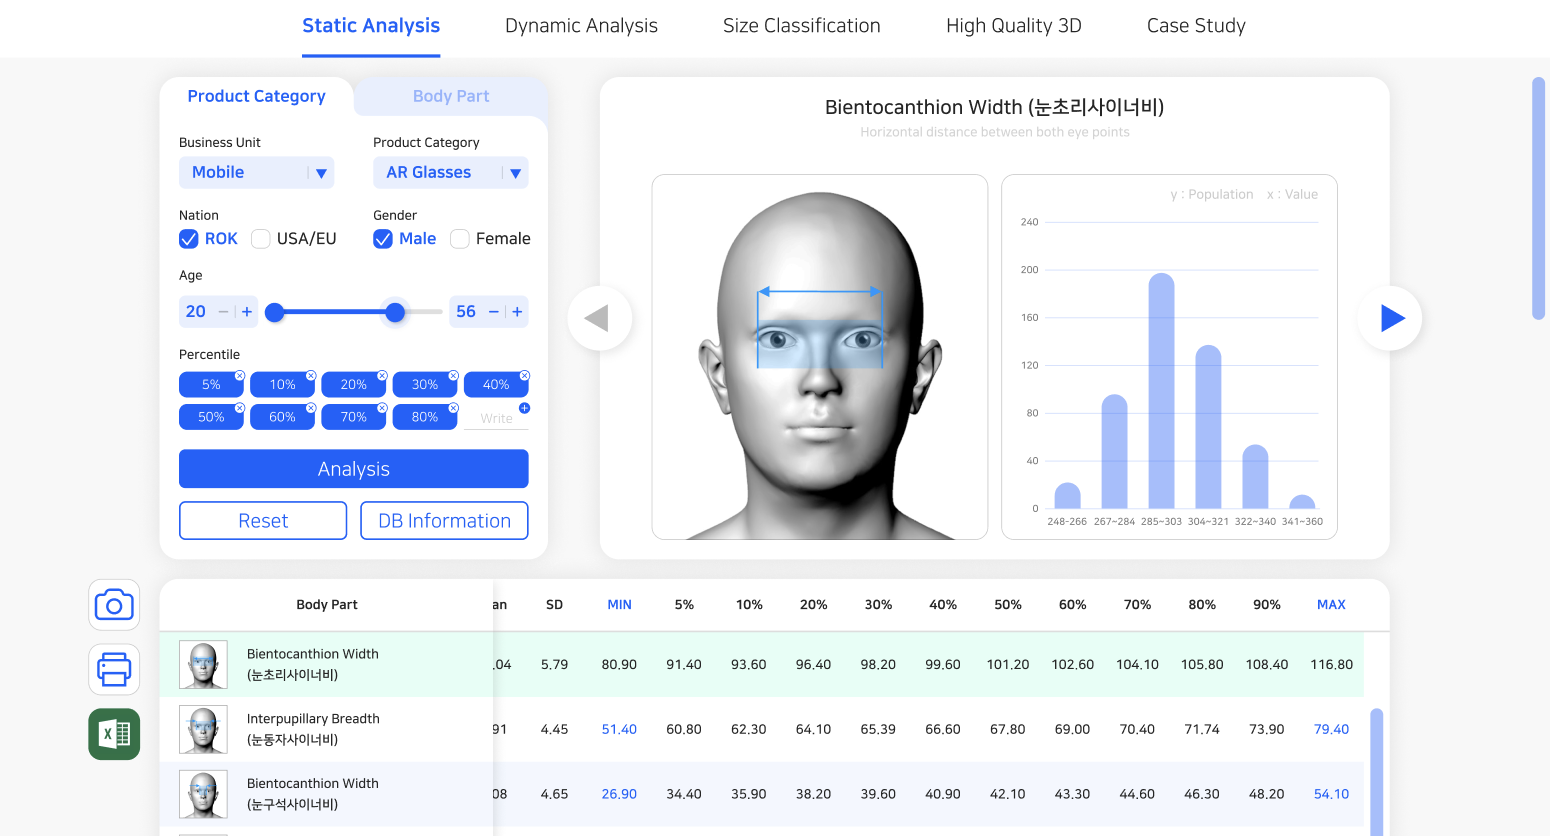 Static Analysis
Dynamic Analysis
Size Classification
High Quality 3D
Case Study
Product Category
Body Part
Business Unit
Product Category
Mobile
AR Glasses
Nation
Gender
ROK
USA/EU
Male
Female
Age
20 − +
56 − +
Percentile
5% 10% 20% 30% 40%
50% 60% 70% 80% Write
Analysis
Reset
DB Information
Bientocanthion Width (눈초리사이너비)
Horizontal distance between both eye points
y : Population x : Value
240
200
160
120
80
40
0
248-266 267~284 285~303 304~321 322~340 341~360
Body Part an SD MIN 5% 10% 20% 30% 40% 50% 60% 70% 80% 90% MAX
Bientocanthion Width
(눈초리사이너비)
.04 5.79 80.90 91.40 93.60 96.40 98.20 99.60 101.20 102.60 104.10 105.80 108.40 116.80
Interpupillary Breadth
(눈동자사이너비)
91 4.45 51.40 60.80 62.30 64.10 65.39 66.60 67.80 69.00 70.40 71.74 73.90 79.40
Bientocanthion Width
(눈구석사이너비)
08 4.65 26.90 34.40 35.90 38.20 39.60 40.90 42.10 43.30 44.60 46.30 48.20 54.10
X